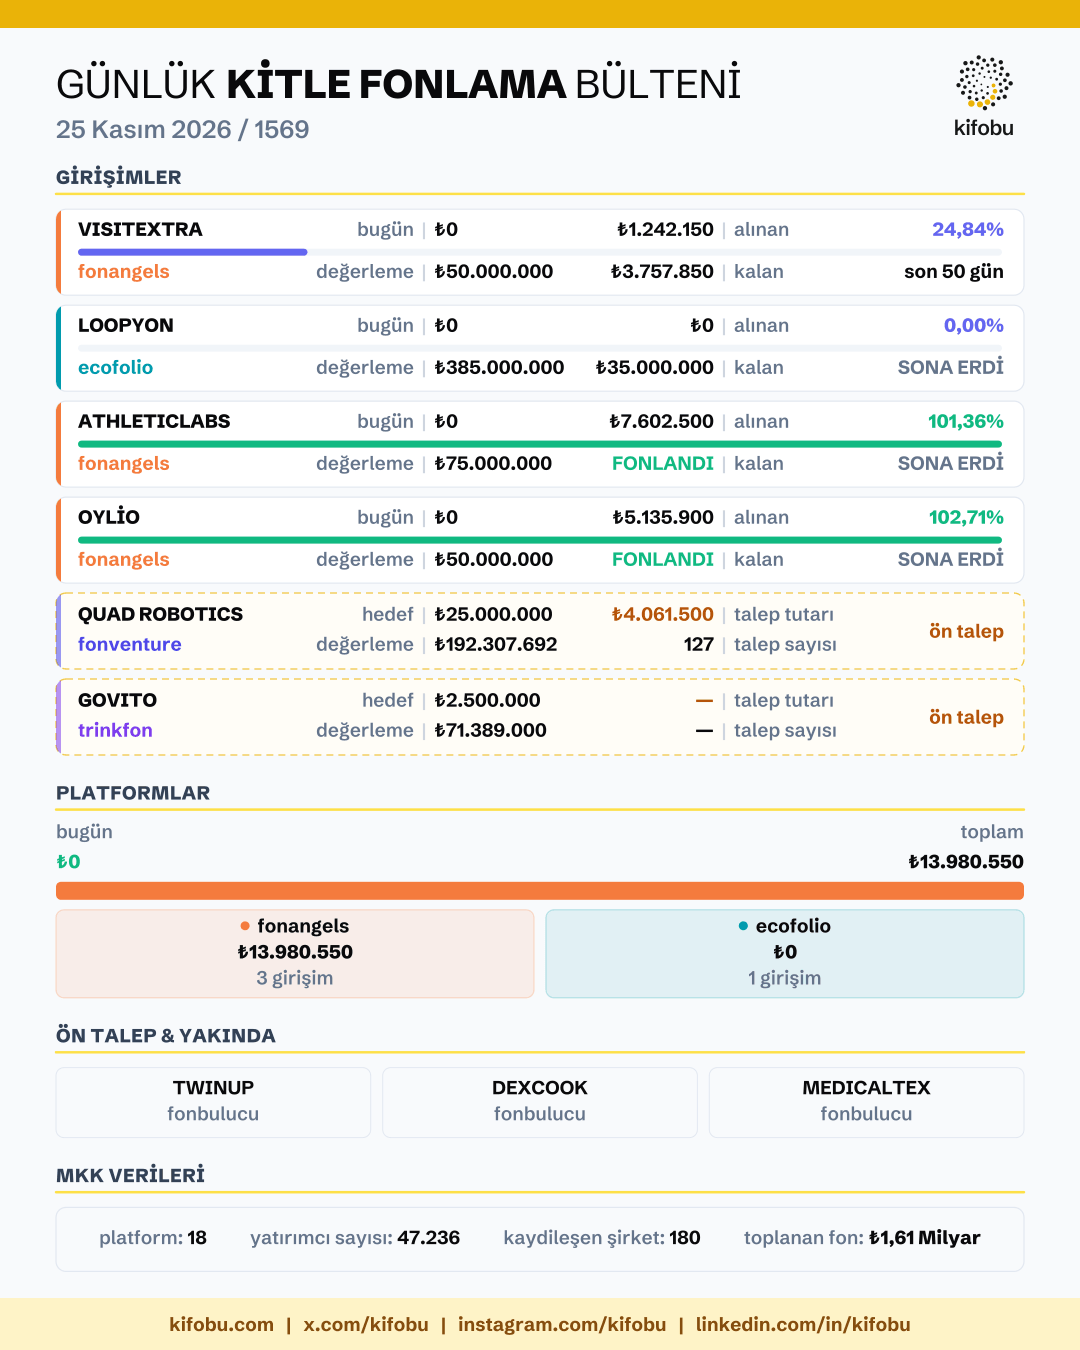 GÜNLÜK KİTLE FONLAMA BÜLTENİ
25 Kasım 2026 / 1569
kifobu
GİRİŞİMLER
VISITEXTRA bugün | ₺0 ₺1.242.150 | alınan 24,84%
fonangels değerleme | ₺50.000.000 ₺3.757.850 | kalan son 50 gün
LOOPYON bugün | ₺0 ₺0 | alınan 0,00%
ecofolio değerleme | ₺385.000.000 ₺35.000.000 | kalan SONA ERDİ
ATHLETICLABS bugün | ₺0 ₺7.602.500 | alınan 101,36%
fonangels değerleme | ₺75.000.000 FONLANDI | kalan SONA ERDİ
OYLİO bugün | ₺0 ₺5.135.900 | alınan 102,71%
fonangels değerleme | ₺50.000.000 FONLANDI | kalan SONA ERDİ
QUAD ROBOTICS hedef | ₺25.000.000 ₺4.061.500 | talep tutarı
ön talep
fonventure değerleme | ₺192.307.692 127 | talep sayısı
GOVITO hedef | ₺2.500.000 — | talep tutarı
ön talep
trinkfon değerleme | ₺71.389.000 — | talep sayısı
PLATFORMLAR
bugün toplam
₺0 ₺13.980.550
fonangels ecofolio
₺13.980.550 ₺0
3 girişim 1 girişim
ÖN TALEP & YAKINDA
TWINUP DEXCOOK MEDICALTEX
fonbulucu fonbulucu fonbulucu
MKK VERİLERİ
platform: 18 yatırımcı sayısı: 47.236 kaydileşen şirket: 180 toplanan fon: ₺1,61 Milyar
kifobu.com | x.com/kifobu | instagram.com/kifobu | linkedin.com/in/kifobu